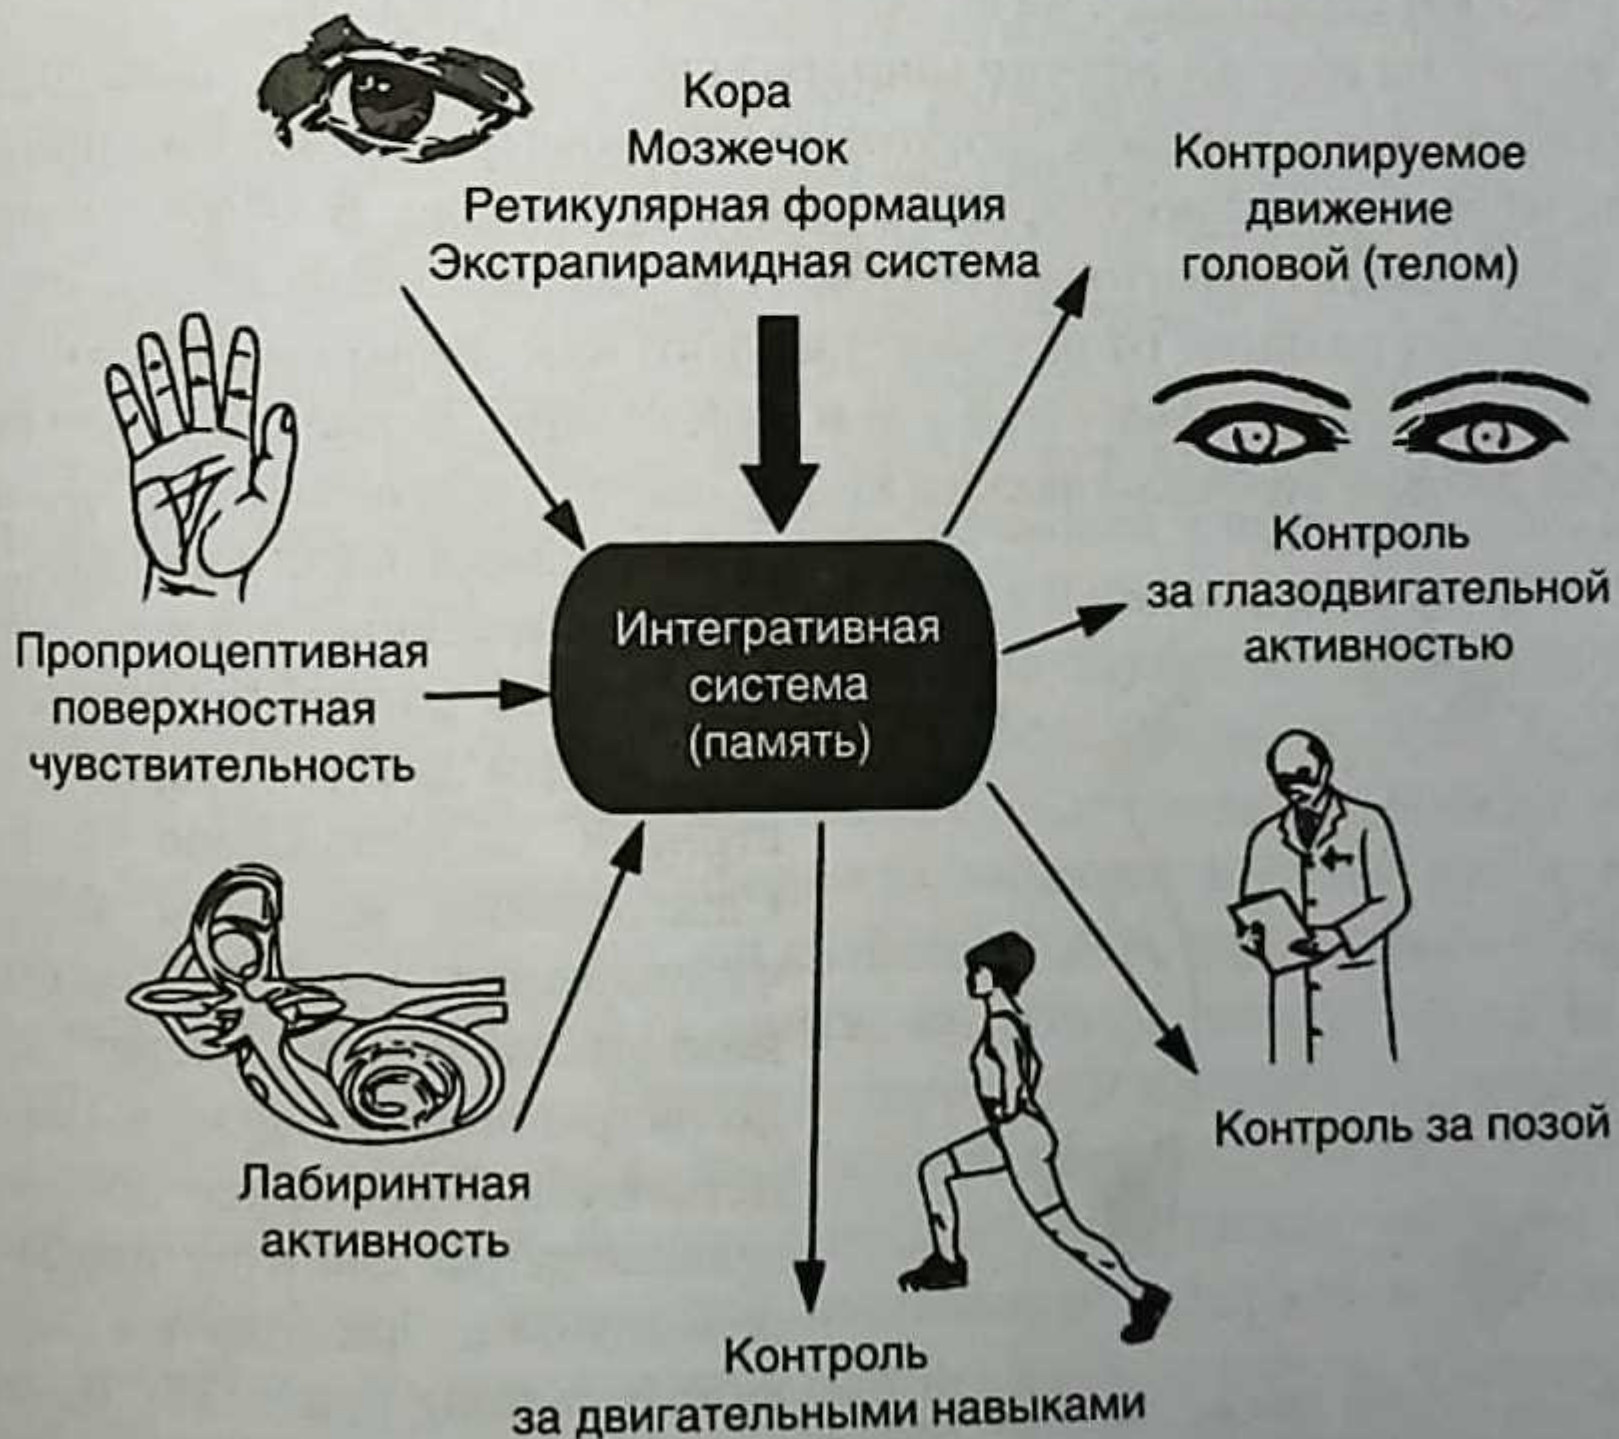 Кора
Мозжечок
Ретикулярная формация
Экстрапирамидная система
Контролируемое
движение
головой (телом)
Контроль
за глазодвигательной
активностью
Интегративная
система
(память)
Проприоцептивная
поверхностная
чувствительность
Контроль за позой
Лабиринтная
активность
Контроль
за двигательными навыками